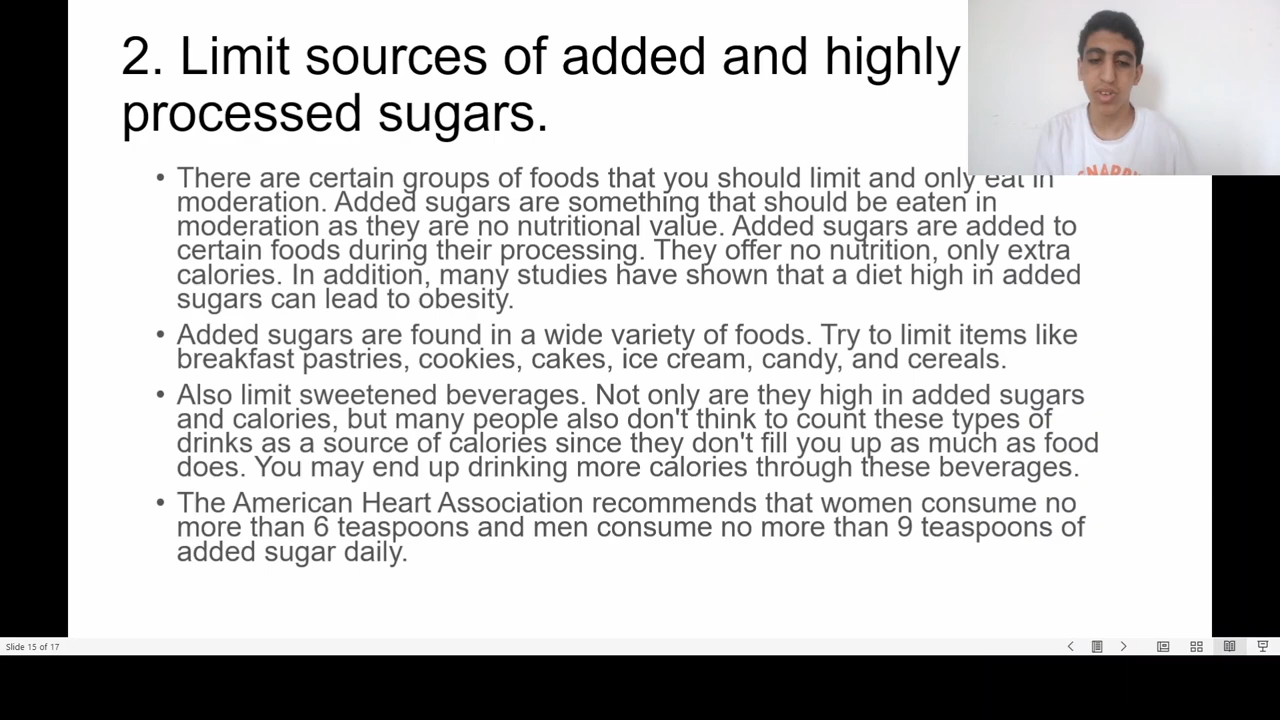 2. Limit sources of added and highly
processed sugars.
• There are certain groups of foods that you should limit and only eat in
moderation. Added sugars are something that should be eaten in
moderation as they are no nutritional value. Added sugars are added to
certain foods during their processing. They offer no nutrition, only extra
calories. In addition, many studies have shown that a diet high in added
sugars can lead to obesity.
• Added sugars are found in a wide variety of foods. Try to limit items like
breakfast pastries, cookies, cakes, ice cream, candy, and cereals.
• Also limit sweetened beverages. Not only are they high in added sugars
and calories, but many people also don't think to count these types of
drinks as a source of calories since they don't fill you up as much as food
does. You may end up drinking more calories through these beverages.
• The American Heart Association recommends that women consume no
more than 6 teaspoons and men consume no more than 9 teaspoons of
added sugar daily.
Slide 15 of 17